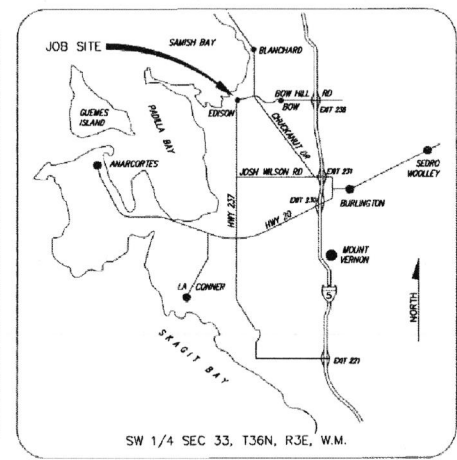 JOB SITE
SAMISH BAY
BLANCHARD
BOW HILL RD
BOW
EXIT 236
EDISON
GUEMES
ISLAND
PADILLA BAY
CHUCKANUT DR
ANARCORTES
JOSH WILSON RD
EXIT 231
SEDRO
WOOLLEY
HWY 237
EXIT 230
BURLINGTON
HWY 20
MOUNT
VERNON
LA CONNER
5
NORTH
SKAGIT BAY
EXIT 221
SW 1/4 SEC 33, T36N, R3E, W.M.